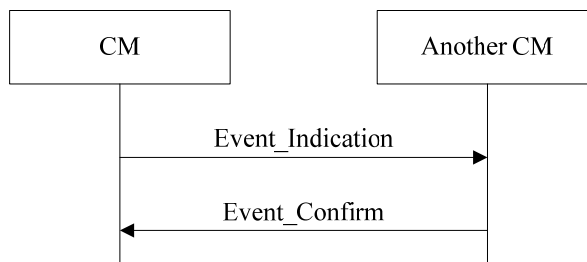 CM
Another CM
Event_Indication
Event_Confirm